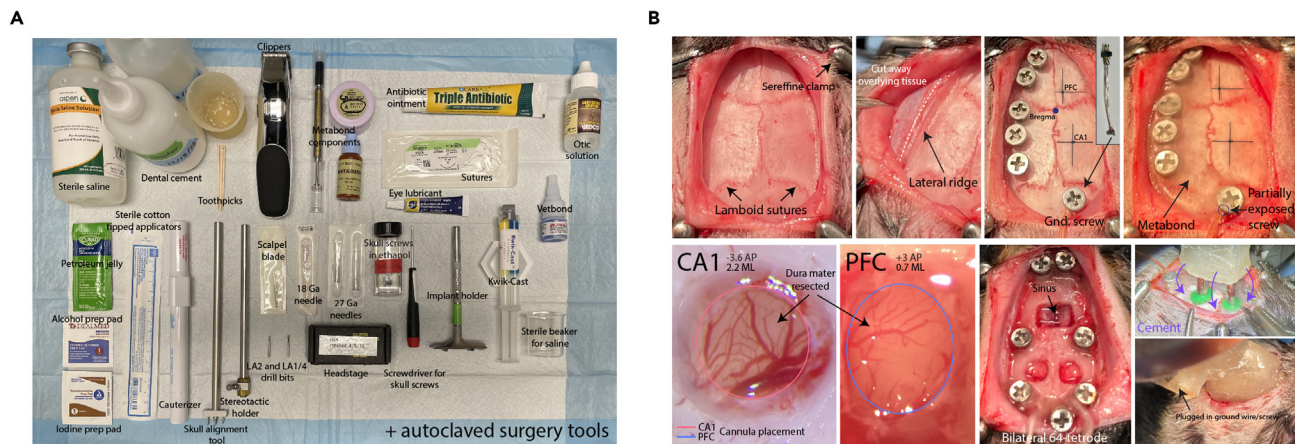 A
Clippers
Antibiotic
ointment
Triple Antibiotic
Otic
solution
Metabond
components
Sterile saline
Dental cement
Toothpicks
Sutures
Eye lubricant
Vetbond
Sterile cotton
tipped applicators
Petroleum jelly
Scalpel
blade
18 Ga
needle
27 Ga
needles
Skull screws
in ethanol
Implant holder
Kwik-Cast
Kwik-Cast
Alcohol prep pad
DEALMED
Sterile beaker
for saline
LA2 and LA1/4
drill bits
Headstage
Screwdriver for
skull screws
Iodine prep pad
Cauterizer
Stereotactic
holder
Skull alignment
tool
+ autoclaved surgery tools
B
Serefine clamp
Lamboid sutures
Cut away
overlying tissue
Lateral ridge
PFC
Bregma
CA1
Gnd. screw
Metabond
Partially
exposed
screw
CA1
-3.6 AP
2.2 ML
Dura mater
resected
PFC
+3 AP
0.7 ML
CA1
PFC
Cannula placement
Sinus
Bilateral 64-tetrode
Cement
Plugged in ground wire/screw